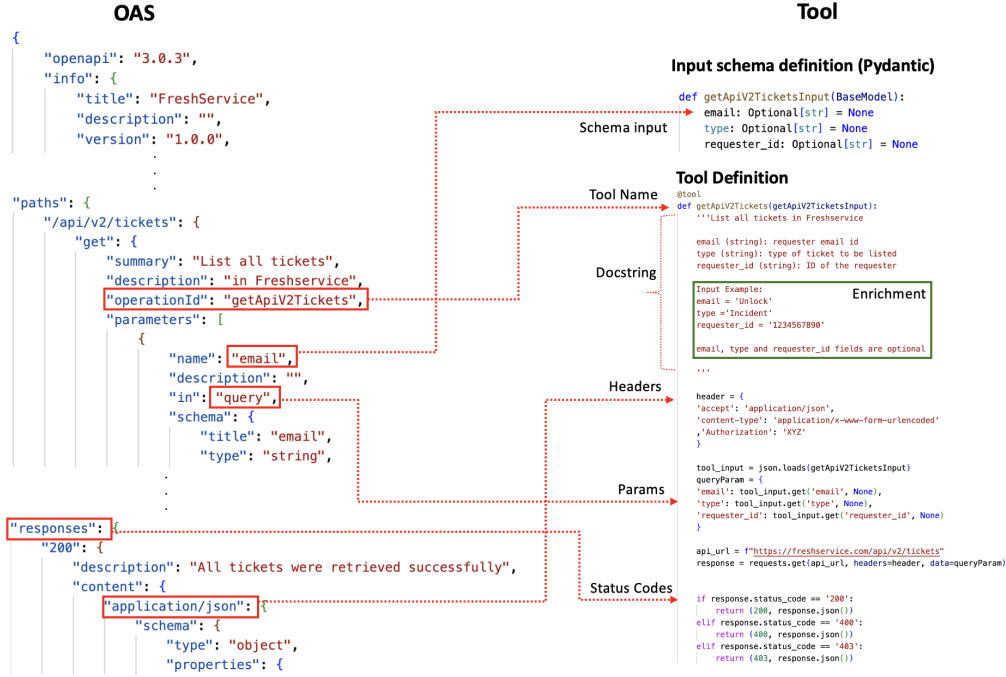 OAS
{
"openapi": "3.0.3",
"info": {
"title": "FreshService",
"description": "",
"version": "1.0.0",
.
.
.
"paths": {
"/api/v2/tickets": {
"get": {
"summary": "List all tickets",
"description": "in Freshservice",
"operationId": "getApiV2Tickets",
"parameters": [
{
"name": "email",
"description": "",
"in": "query",
"schema": {
"title": "email",
"type": "string",
.
.
.
"responses": {
"200": {
"description": "All tickets were retrieved successfully",
"content": {
"application/json": {
"schema": {
"type": "object",
"properties": {
Schema input
Tool Name
Docstring
Headers
Params
Status Codes
Tool
Input schema definition (Pydantic)
def getApiV2TicketsInput(BaseModel):
email: Optional[str] = None
type: Optional[str] = None
requester_id: Optional[str] = None
Tool Definition
@tool
def getApiV2Tickets(getApiV2TicketsInput):
'''List all tickets in Freshservice
email (string): requester email id
type (string): type of ticket to be listed
requester_id (string): ID of the requester
Enrichment
Input Example:
email = 'Unlock'
type ='Incident'
requester_id = '1234567890'
email, type and requester_id fields are optional
'''
header = {
'accept': 'application/json',
'content-type': 'application/x-www-form-urlencoded'
,'Authorization': 'XYZ'
}
tool_input = json.loads(getApiV2TicketsInput)
queryParam = {
'email': tool_input.get('email', None),
'type': tool_input.get('type', None),
'requester_id': tool_input.get('requester_id', None)
}
api_url = f"https://freshservice.com/api/v2/tickets"
response = requests.get(api_url, headers=header, data=queryParam)
if response.status_code == '200':
return (200, response.json())
elif response.status_code == '400':
return (400, response.json())
elif response.status_code == '403':
return (403, response.json())